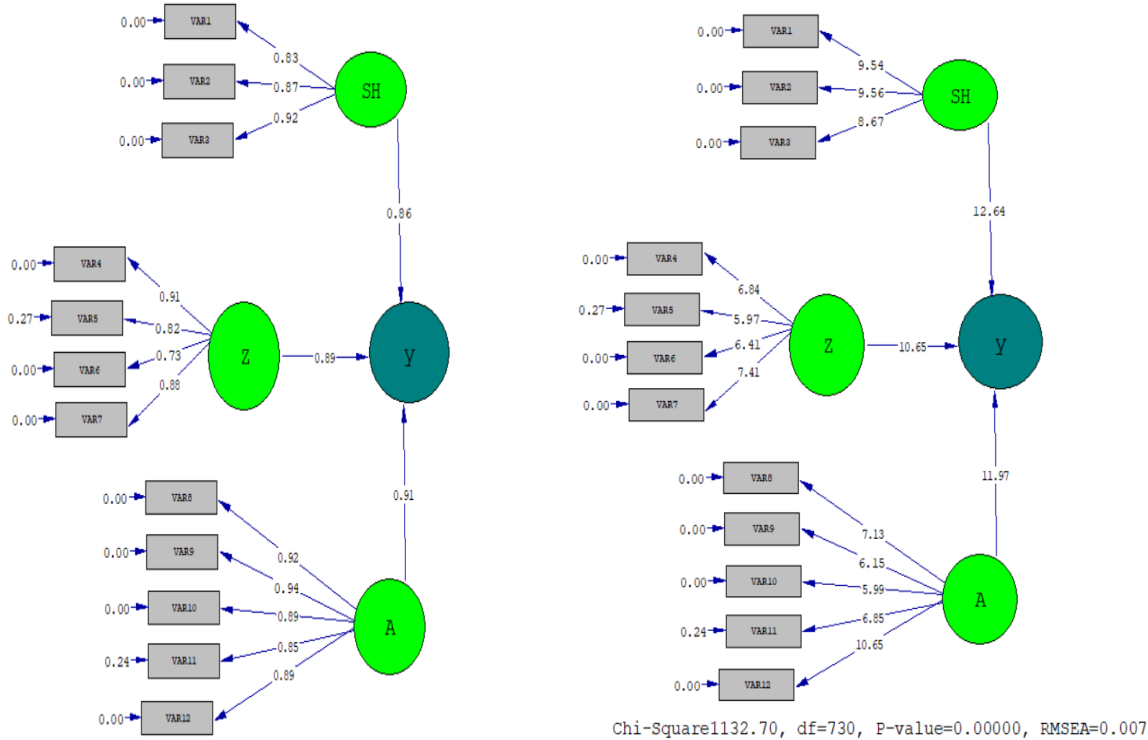 0.00 VAR1
0.83
0.00 VAR2
0.87
SH
0.92
0.00 VAR3
0.86
0.00 VAR4
0.91
0.27 VAR5
0.82
z
0.89
y
0.00 VAR6
0.73
0.88
0.00 VAR7
0.91
0.00 VAR8
0.92
0.00 VAR9
0.94
0.00 VAR10
0.89
A
0.85
0.24 VAR11
0.89
0.00 VAR12
0.00 VAR1
9.54
0.00 VAR2
9.56
SH
8.67
0.00 VAR3
12.64
0.00 VAR4
6.84
0.27 VAR5
5.97
z
10.65
y
0.00 VAR6
6.41
7.41
0.00 VAR7
11.97
0.00 VAR8
7.13
0.00 VAR9
6.15
0.00 VAR10
5.99
A
6.85
0.24 VAR11
10.65
0.00 VAR12
Chi-Square1132.70, df=730, P-value=0.00000, RMSEA=0.007